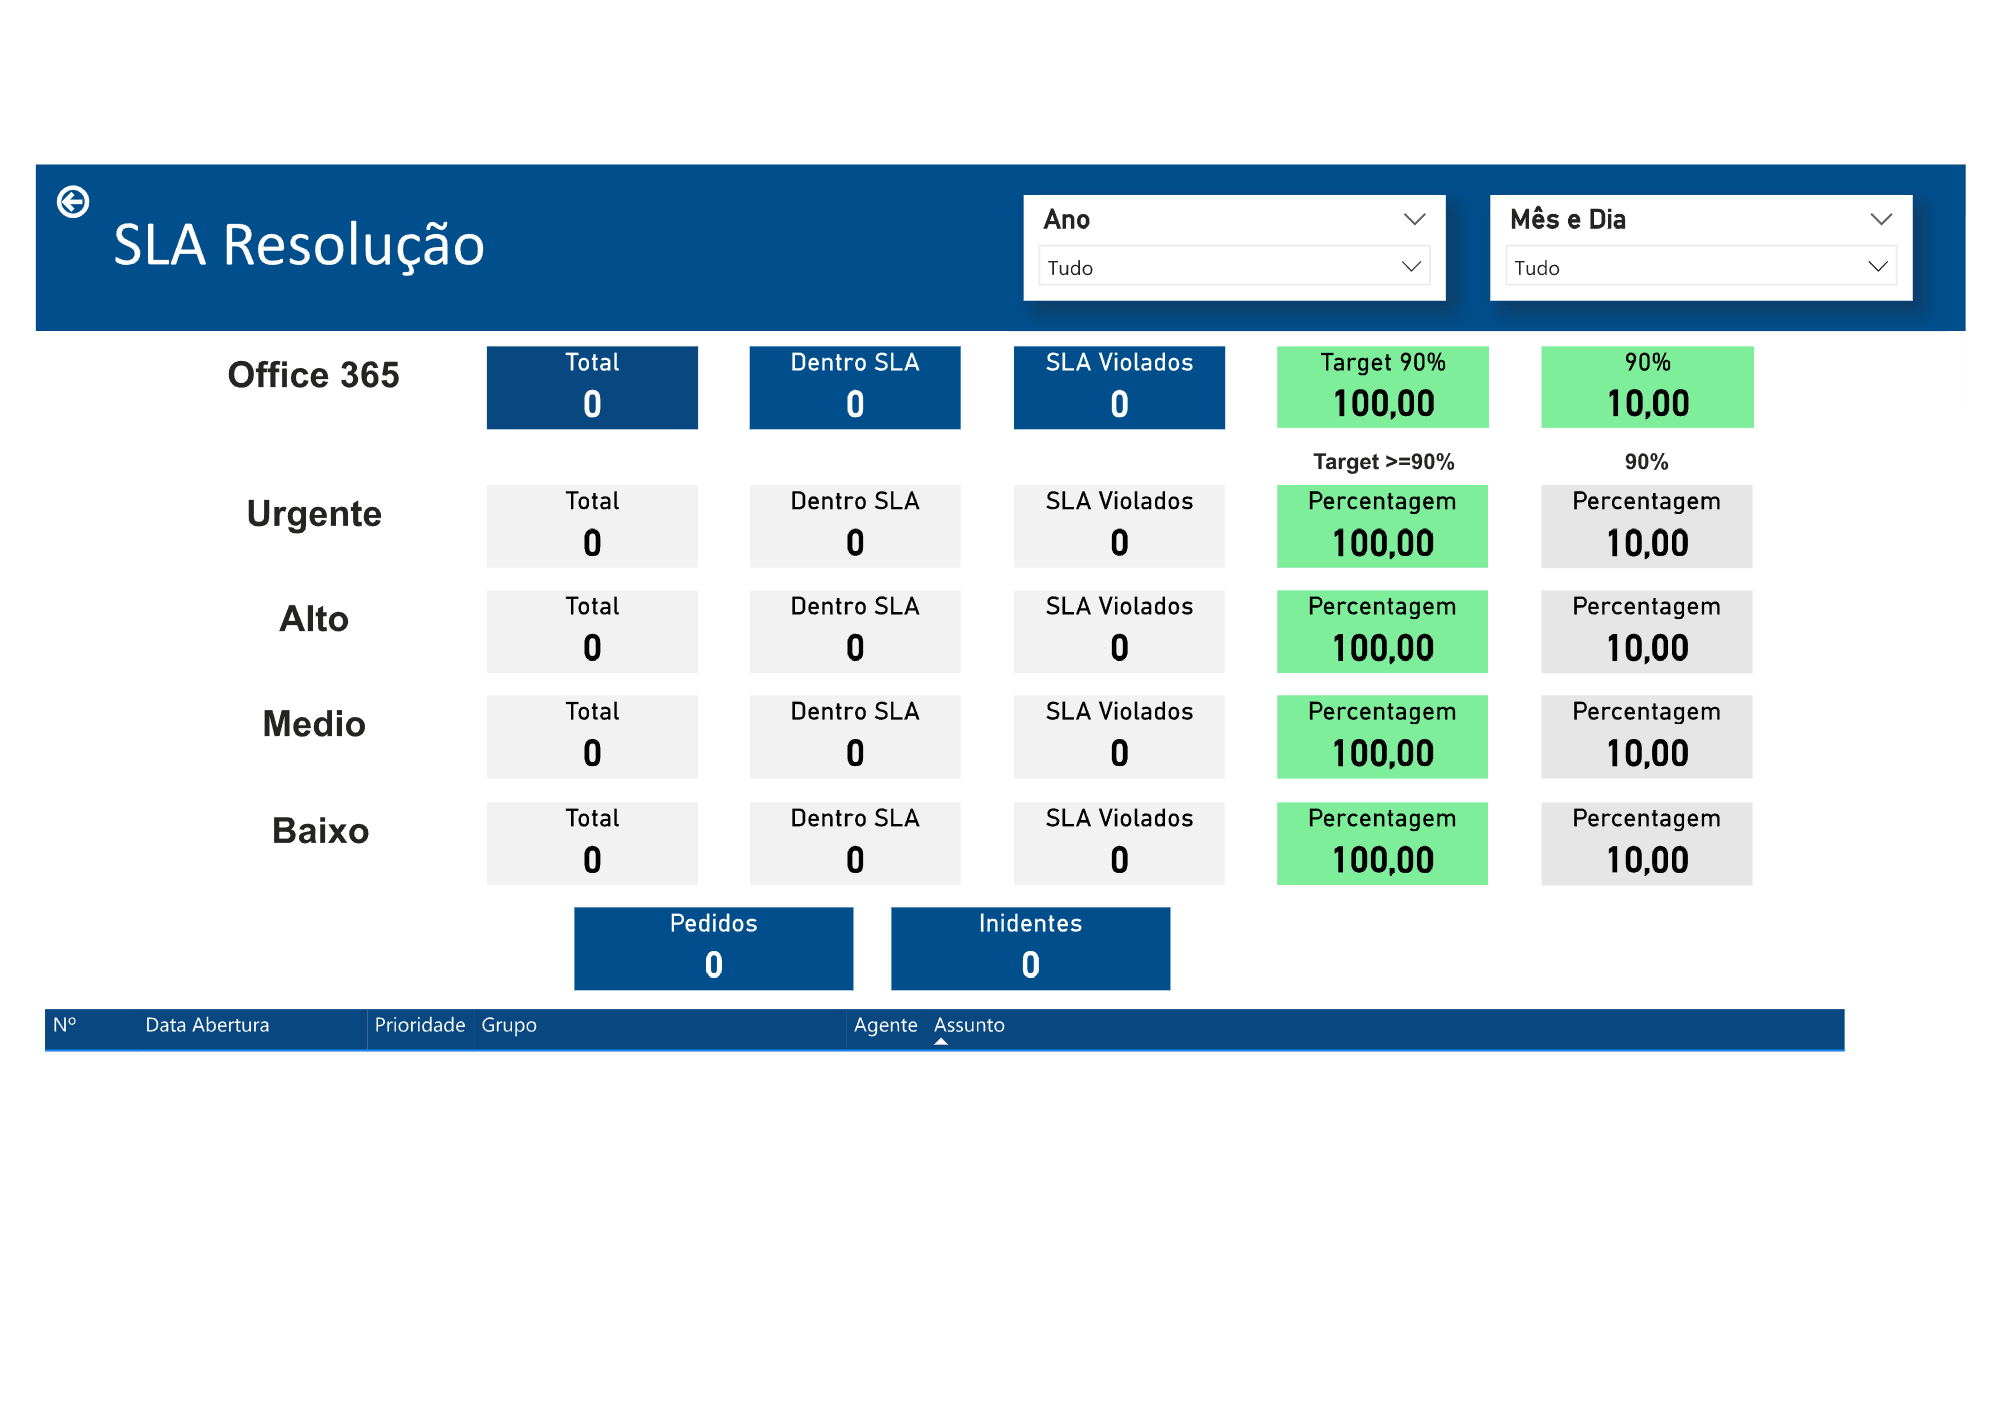 SLA Resolução
Ano
Tudo
Mês e Dia
Tudo
Office 365
Total
0
Dentro SLA
0
SLA Violados
0
Target 90%
100,00
90%
10,00
Target >=90%
90%
Urgente
Total
0
Dentro SLA
0
SLA Violados
0
Percentagem
100,00
Percentagem
10,00
Alto
Total
0
Dentro SLA
0
SLA Violados
0
Percentagem
100,00
Percentagem
10,00
Medio
Total
0
Dentro SLA
0
SLA Violados
0
Percentagem
100,00
Percentagem
10,00
Baixo
Total
0
Dentro SLA
0
SLA Violados
0
Percentagem
100,00
Percentagem
10,00
Pedidos
0
Inidentes
0
Nº Data Abertura Prioridade Grupo Agente Assunto